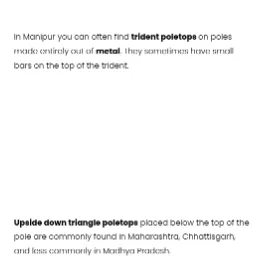 In Manipur you can often find trident poletops on poles
made entirely out of metal. They sometimes have small
bars on the top of the trident.
Upside down triangle poletops placed below the top of the
pole are commonly found in Maharashtra, Chhattisgarh,
and less commonly in Madhya Pradesh.